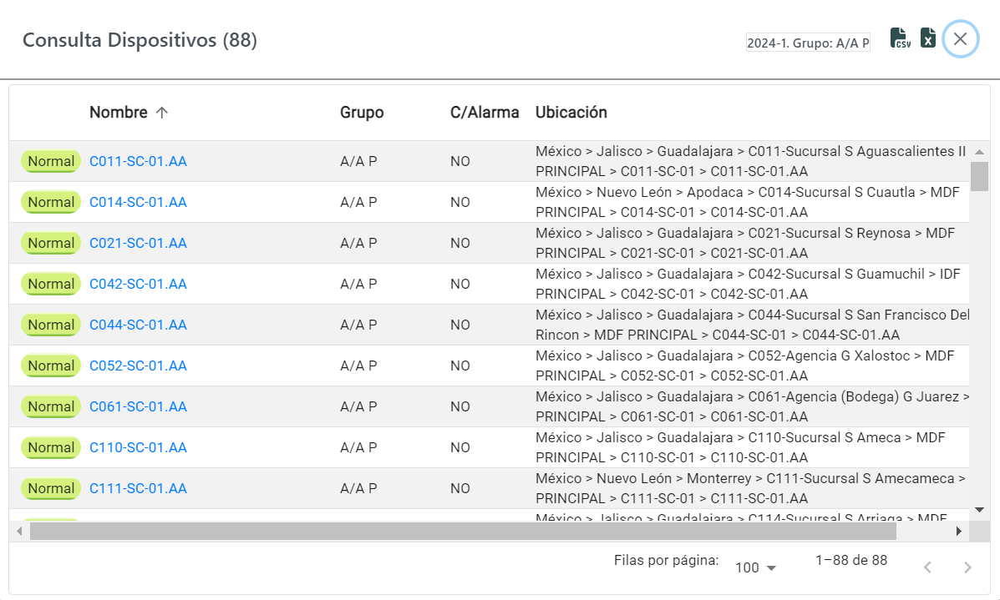 Consulta Dispositivos (88)
2024-1. Grupo: A/A P
CSV
X
Nombre
Grupo
C/Alarma
Ubicación
Normal C011-SC-01.AA A/A P NO México > Jalisco > Guadalajara > C011-Sucursal S Aguascalientes II
PRINCIPAL > C011-SC-01 > C011-SC-01.AA
Normal C014-SC-01.AA A/A P NO México > Nuevo León > Apodaca > C014-Sucursal S Cuautla > MDF
PRINCIPAL > C014-SC-01 > C014-SC-01.AA
Normal C021-SC-01.AA A/A P NO México > Jalisco > Guadalajara > C021-Sucursal S Reynosa > MDF
PRINCIPAL > C021-SC-01 > C021-SC-01.AA
Normal C042-SC-01.AA A/A P NO México > Jalisco > Guadalajara > C042-Sucursal S Guamuchil > IDF
PRINCIPAL > C042-SC-01 > C042-SC-01.AA
Normal C044-SC-01.AA A/A P NO México > Jalisco > Guadalajara > C044-Sucursal S San Francisco Del
Rincon > MDF PRINCIPAL > C044-SC-01 > C044-SC-01.AA
Normal C052-SC-01.AA A/A P NO México > Jalisco > Guadalajara > C052-Agencia G Xalostoc > MDF
PRINCIPAL > C052-SC-01 > C052-SC-01.AA
Normal C061-SC-01.AA A/A P NO México > Jalisco > Guadalajara > C061-Agencia (Bodega) G Juarez >
PRINCIPAL > C061-SC-01 > C061-SC-01.AA
Normal C110-SC-01.AA A/A P NO México > Jalisco > Guadalajara > C110-Sucursal S Ameca > MDF
PRINCIPAL > C110-SC-01 > C110-SC-01.AA
Normal C111-SC-01.AA A/A P NO México > Nuevo León > Monterrey > C111-Sucursal S Amecameca >
PRINCIPAL > C111-SC-01 > C111-SC-01.AA
México > Jalisco > Guadalajara > C114-Sucursal S Arriaga > MDF
Filas por página: 100 1–88 de 88